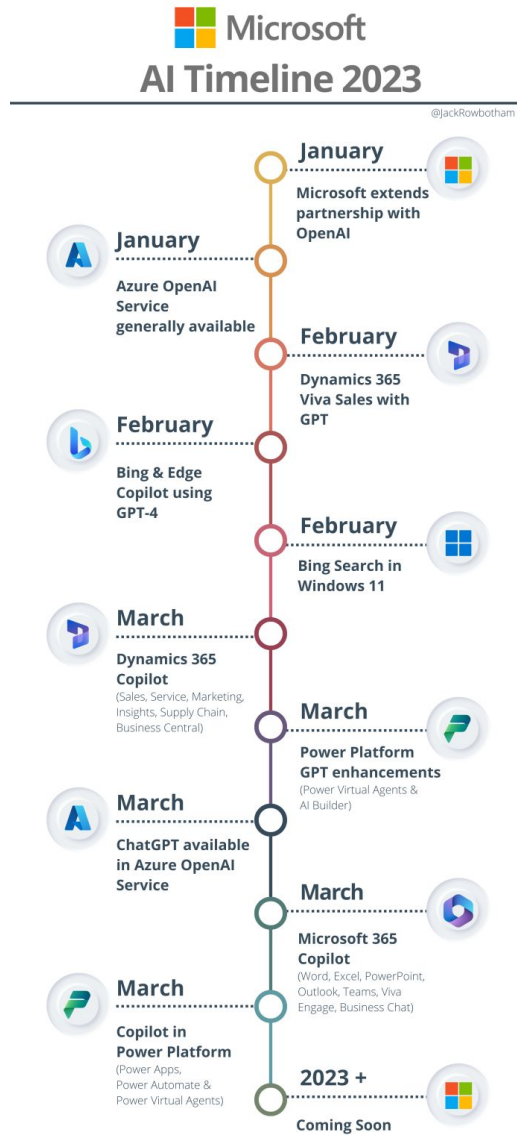 Microsoft
AI Timeline 2023
@JackRowbotham
January
Microsoft extends
partnership with
OpenAI
January
Azure OpenAI
Service
generally available
February
Dynamics 365
Viva Sales with
GPT
February
Bing & Edge
Copilot using
GPT-4
February
Bing Search in
Windows 11
March
Dynamics 365
Copilot
(Sales, Service, Marketing,
Insights, Supply Chain,
Business Central)
March
Power Platform
GPT enhancements
(Power Virtual Agents &
AI Builder)
March
ChatGPT available
in Azure OpenAI
Service
March
Microsoft 365
Copilot
(Word, Excel, PowerPoint,
Outlook, Teams, Viva
Engage, Business Chat)
March
Copilot in
Power Platform
(Power Apps,
Power Automate &
Power Virtual Agents)
2023 +
Coming Soon